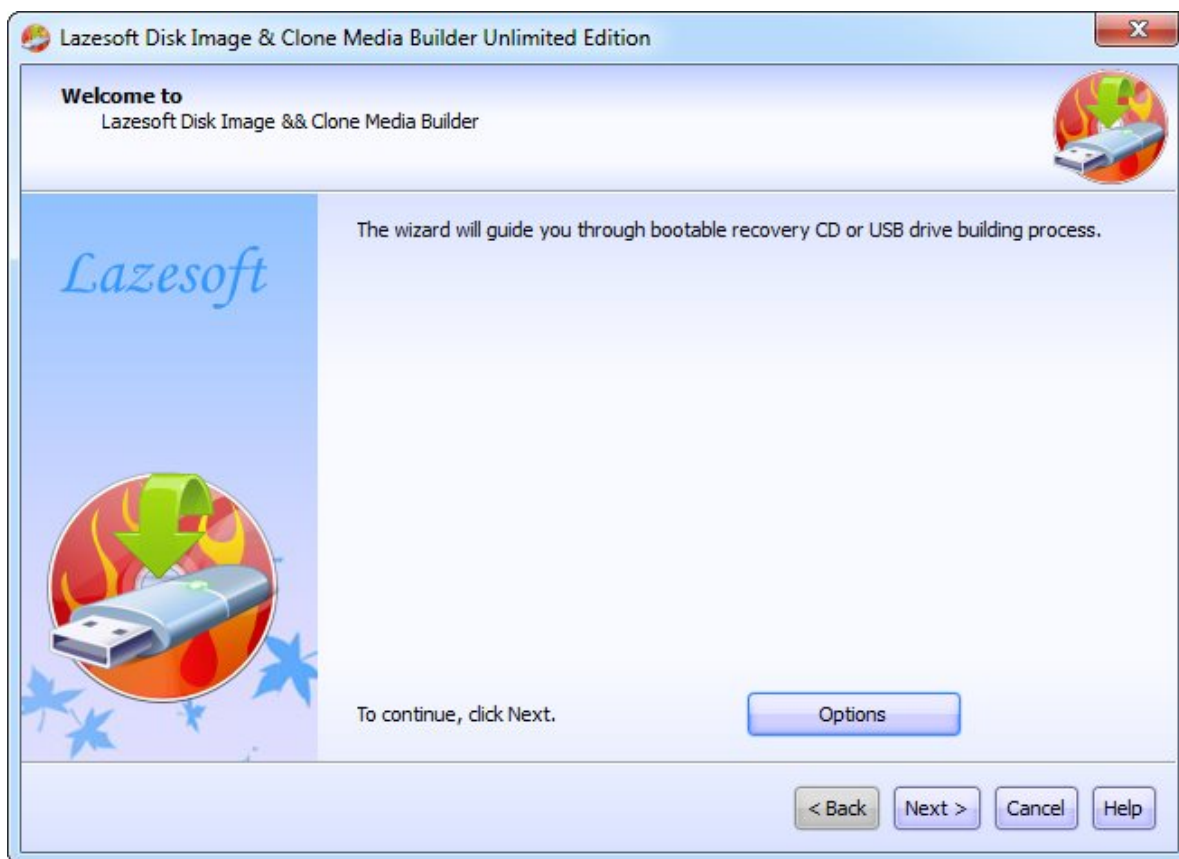 Lazesoft Disk Image & Clone Media Builder Unlimited Edition
Welcome to
Lazesoft Disk Image && Clone Media Builder
Lazesoft
The wizard will guide you through bootable recovery CD or USB drive building process.
To continue, click Next.
Options
< Back
Next >
Cancel
Help